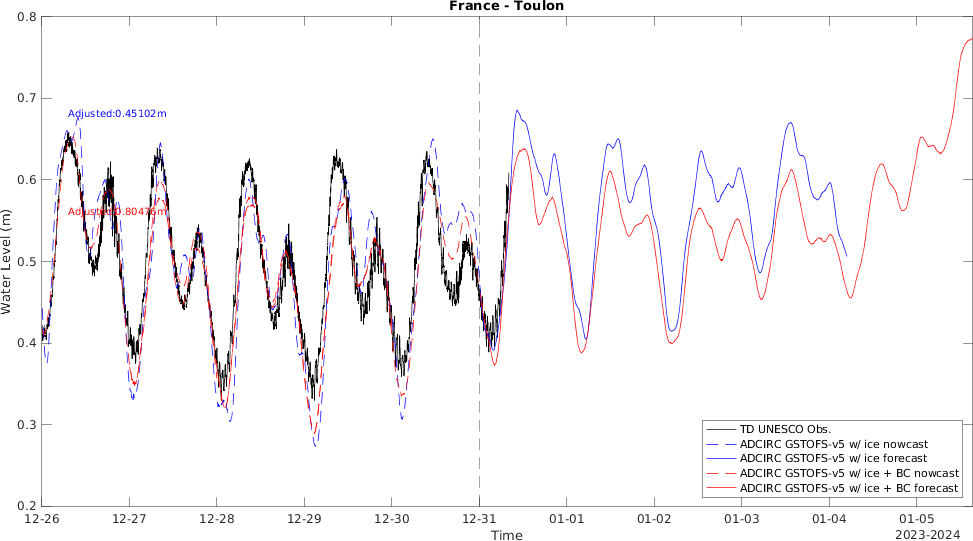 France - Toulon
0.8
0.7
0.6
0.5
0.4
0.3
0.2
Water Level (m)
Adjusted:0.45102m
Adjusted:0.80476m
TD UNESCO Obs.
ADCIRC GSTOFS-v5 w/ ice nowcast
ADCIRC GSTOFS-v5 w/ ice forecast
ADCIRC GSTOFS-v5 w/ ice + BC nowcast
ADCIRC GSTOFS-v5 w/ ice + BC forecast
12-26 12-27 12-28 12-29 12-30 12-31 01-01 01-02 01-03 01-04 01-05
Time
2023-2024